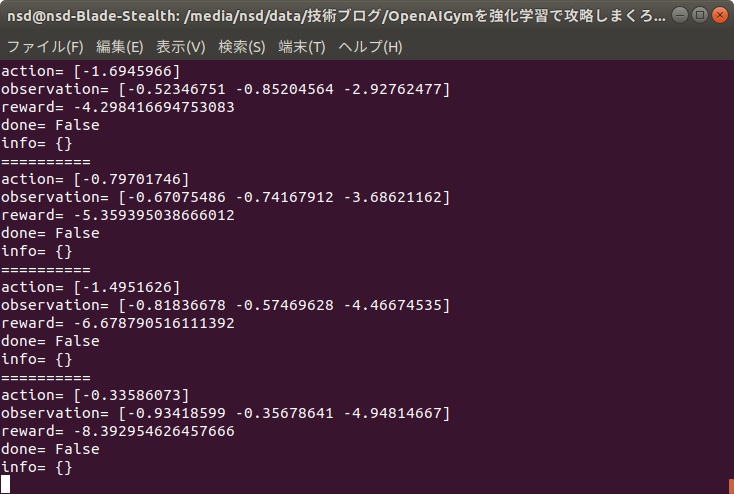 nsd@nsd-Blade-Stealth: /media/nsd/data/技術ブログ/OpenAIGymを強化学習で攻略しまくろ...
ファイル(F) 編集(E) 表示(V) 検索(S) 端末(T) ヘルプ(H)
action= [-1.6945966]
observation= [-0.52346751 -0.85204564 -2.92762477]
reward= -4.298416694753083
done= False
info= {}
==========
action= [-0.79701746]
observation= [-0.67075486 -0.74167912 -3.68621162]
reward= -5.359395038666012
done= False
info= {}
==========
action= [-1.4951626]
observation= [-0.81836678 -0.57469628 -4.46674535]
reward= -6.678790516111392
done= False
info= {}
==========
action= [-0.33586073]
observation= [-0.93418599 -0.35678641 -4.94814667]
reward= -8.392954626457666
done= False
info= {}